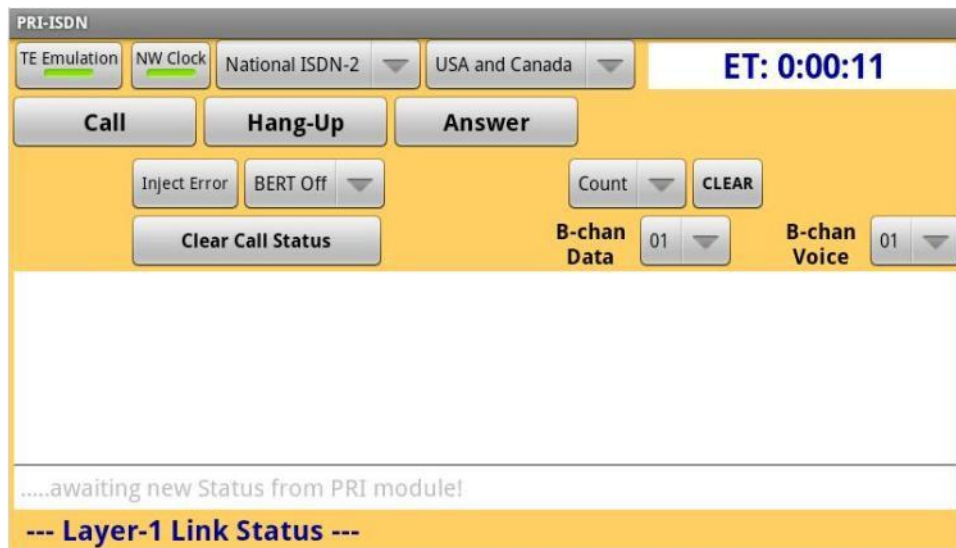 PRI-ISDN
TE Emulation NW Clock National ISDN-2 USA and Canada ET: 0:00:11
Call Hang-Up Answer
Inject Error BERT Off Count CLEAR
Clear Call Status B-chan Data 01 B-chan Voice 01
.....awaiting new Status from PRI module!
--- Layer-1 Link Status ---